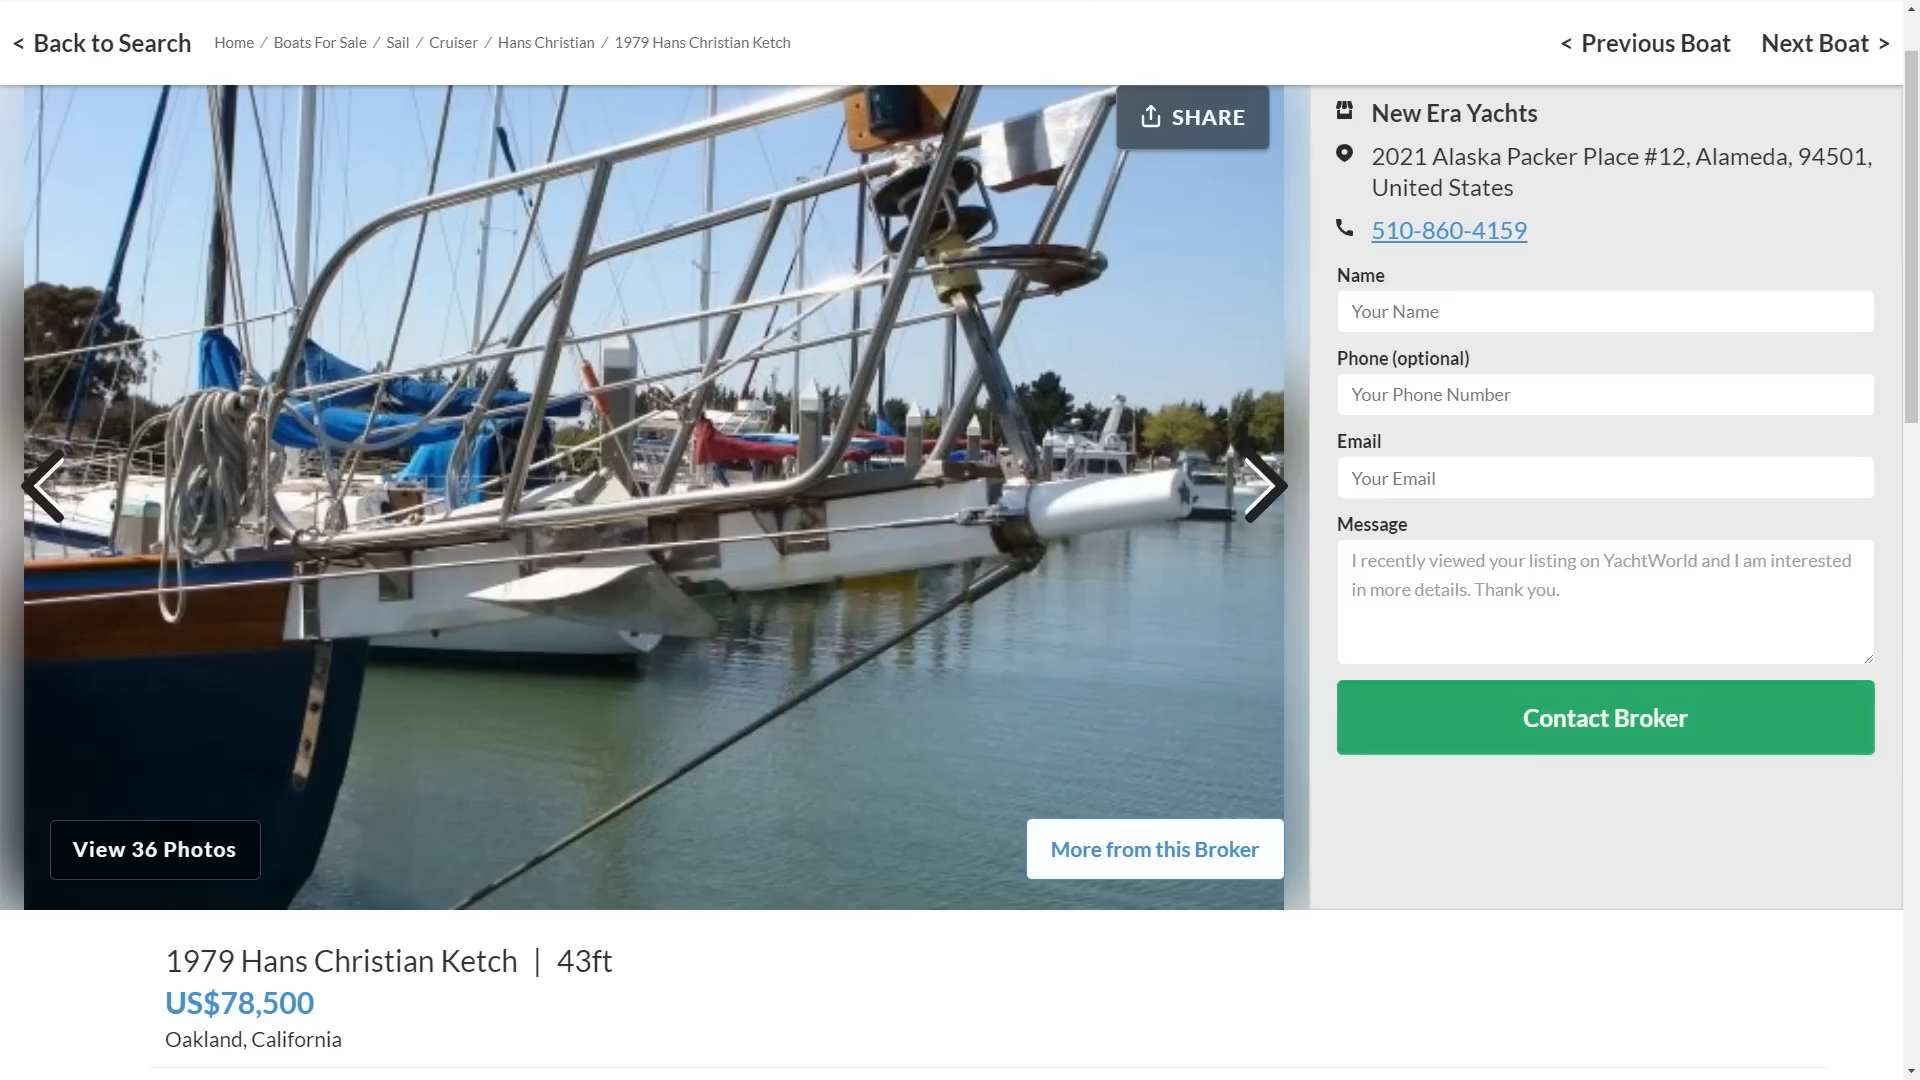 < Back to Search
Home / Boats For Sale / Sail / Cruiser / Hans Christian / 1979 Hans Christian Ketch
< Previous Boat
Next Boat >
SHARE
New Era Yachts
2021 Alaska Packer Place #12, Alameda, 94501,
United States
510-860-4159
Name
Your Name
Phone (optional)
Your Phone Number
Email
Your Email
Message
I recently viewed your listing on YachtWorld and I am interested
in more details. Thank you.
Contact Broker
View 36 Photos
More from this Broker
1979 Hans Christian Ketch | 43ft
US$78,500
Oakland, California